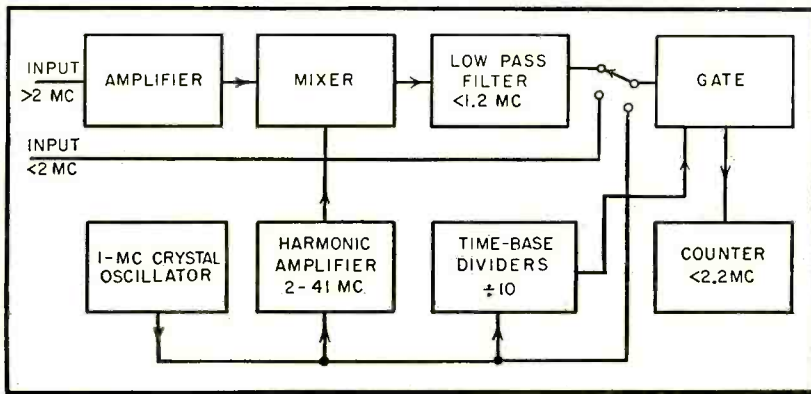 INPUT
>2 MC
AMPLIFIER
MIXER
LOW PASS
FILTER
<1.2 MC
GATE
INPUT
<2 MC
1-MC CRYSTAL
OSCILLATOR
HARMONIC
AMPLIFIER
2-41 MC
TIME-BASE
DIVIDERS
÷10
COUNTER
<2.2MC